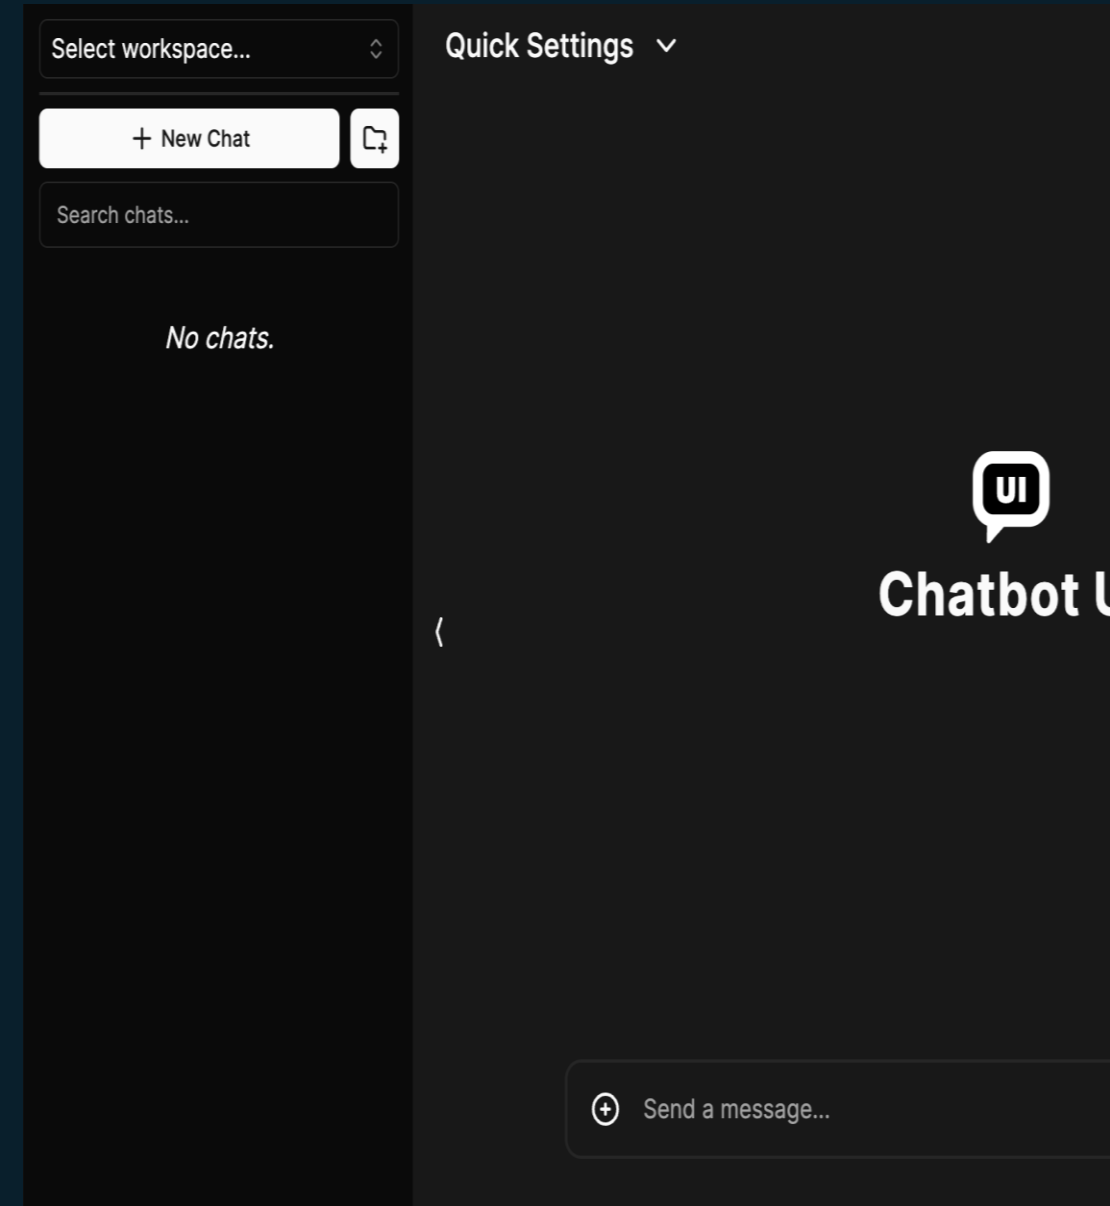 Select workspace...
Quick Settings
New Chat
Search chats...
No chats.
UI
Chatbot
Send a message...